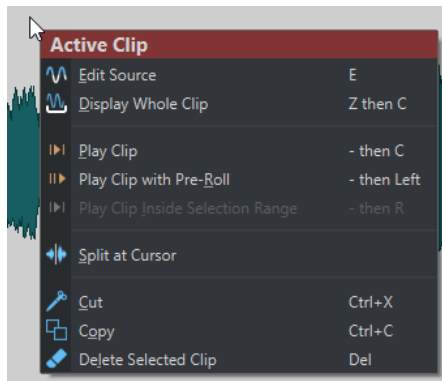 Active Clip
Edit Source E
Display Whole Clip Z then C
Play Clip - then C
Play Clip with Pre-Roll - then Left
Play Clip Inside Selection Range - then R
Split at Cursor
Cut Ctrl+X
Copy Ctrl+C
Delete Selected Clip Del